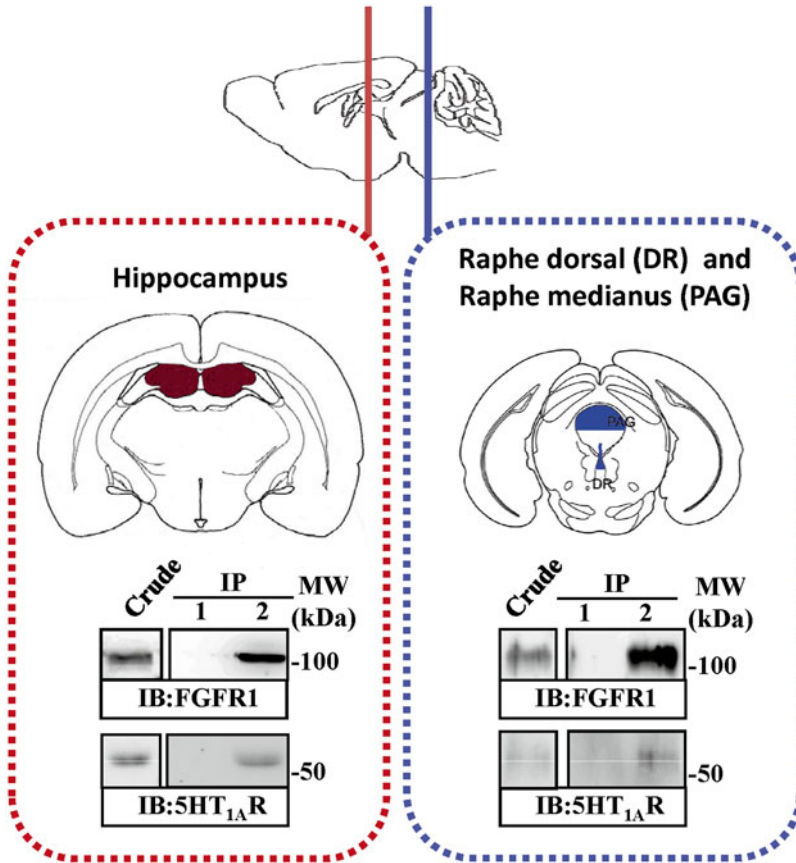 Hippocampus
Crude
IP
MW
1 2
(kDa)
-100
IB:FGFR1
-50
IB:5HT1AR
Raphe dorsal (DR) and
Raphe medianus (PAG)
PAG
DR
Crude
IP
MW
1 2
(kDa)
-100
IB:FGFR1
-50
IB:5HT1AR